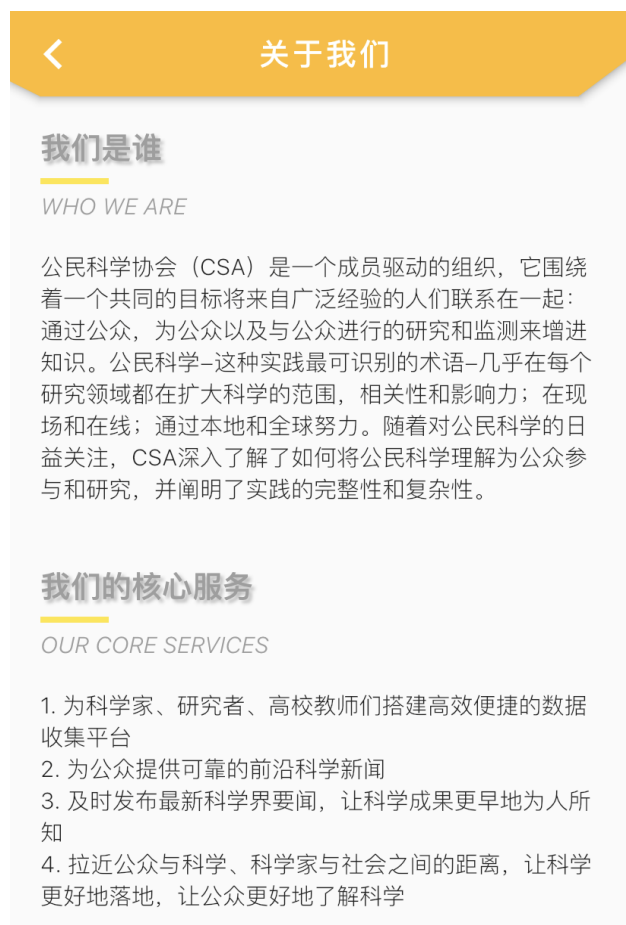 关于我们
我们是谁
WHO WE ARE
公民科学协会（CSA）是一个成员驱动的组织，它围绕
着一个共同的目标将来自广泛经验的人们联系在一起：
通过公众，为公众以及与公众进行的研究和监测来增进
知识。公民科学–这种实践最可识别的术语–几乎在每个
研究领域都在扩大科学的范围，相关性和影响力；在现
场和在线；通过本地和全球努力。随着对公民科学的日
益关注，CSA深入了解了如何将公民科学理解为公众参
与和研究，并阐明了实践的完整性和复杂性。
我们的核心服务
OUR CORE SERVICES
1. 为科学家、研究者、高校教师们搭建高效便捷的数据
收集平台
2. 为公众提供可靠的前沿科学新闻
3. 及时发布最新科学界要闻，让科学成果更早地为人所
知
4. 拉近公众与科学、科学家与社会之间的距离，让科学
更好地落地，让公众更好地了解科学